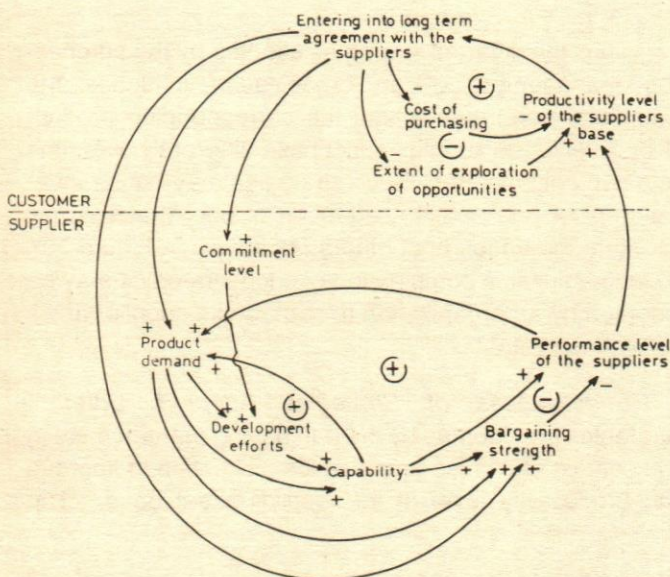 Entering into long term
agreement with the
suppliers
+
-
Cost of
purchasing
Productivity level
- of the suppliers
base
+
+
-
-
Extent of exploration
of opportunities
CUSTOMER
SUPPLIER
+
Commitment
level
+
+
Product
demand
+
+
Performance level
of the suppliers
+
-
-
+
+
+
Development
efforts
Bargaining
strength
+
Capability
+
+
+
+